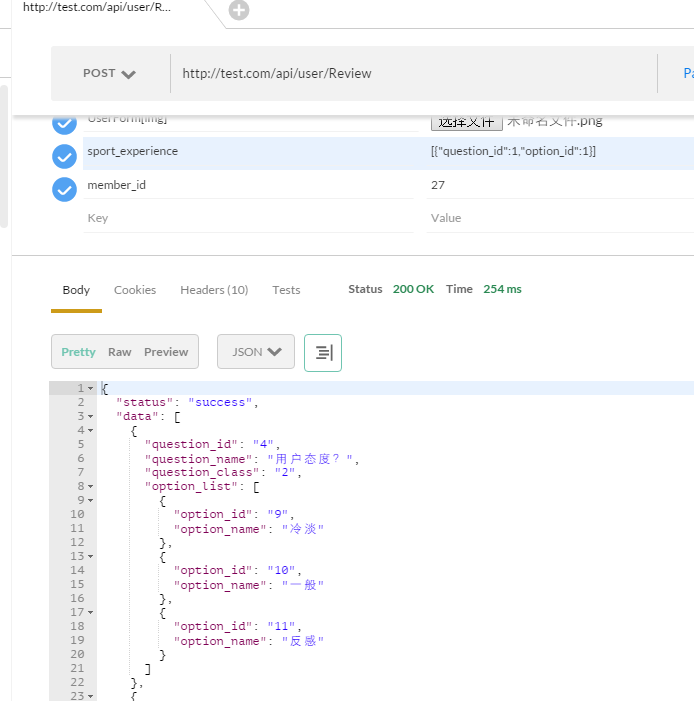 http://test.com/api/user/R...
POST http://test.com/api/user/Review Pa
UserForm[img] 选择文件 未命名文件.png
sport_experience [{"question_id":1,"option_id":1}]
member_id 27
Key Value
Body Cookies Headers (10) Tests Status 200 OK Time 254 ms
Pretty Raw Preview JSON
1 {
2 "status": "success",
3 "data": [
4 {
5 "question_id": "4",
6 "question_name": "用户态度？",
7 "question_class": "2",
8 "option_list": [
9 {
10 "option_id": "9",
11 "option_name": "冷淡"
12 },
13 {
14 "option_id": "10",
15 "option_name": "一般"
16 },
17 {
18 "option_id": "11",
19 "option_name": "反感"
20 }
21 ]
22 },
23 {